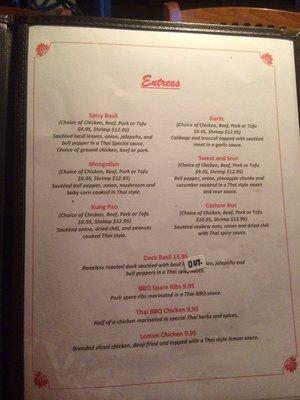 Entrees
Spicy Basil
(Choice of Chicken, Beef, Pork or Tofu
$9.95, Shrimp $12.95)
Sautéed basil leaves, onion, jalapeño, and
bell pepper in a Thai Special sauce.
Choice of ground chicken, beef or pork.
Mongolian
(Choice of Chicken, Beef, Pork or Tofu
$9.95, Shrimp $12.95)
Sautéed bell pepper, onion, mushroom and
baby corn cooked in Thai style.
Kung Pao
(Choice of Chicken, Beef, Pork or Tofu
$9.95, Shrimp $12.95)
Sautéed onion, dried chili, and peanuts
cooked Thai style.
Garlic
(Choice of Chicken, Beef, Pork or Tofu
$9.95, Shrimp $12.95)
Cabbage and broccoli topped with sautéed
meat in a garlic sauce.
Sweet and Sour
(Choice of Chicken, Beef, Pork or Tofu
$9.95, Shrimp $12.95)
Bell pepper, onion, pineapple chunks and
cucumber sautéed in a Thai style sweet
and sour sauce.
Cashew Nut
(Choice of Chicken, Beef, Pork or Tofu
$10.95, Shrimp $13.95)
Sautéed cashew nuts, onion and dried chili
with Thai spicy sauce.
Duck Basil 13.95
Boneless roasted duck sautéed with basil OUT. jalapeño and
bell peppers in a Thai spic sauce.
BBQ Spare Ribs 9.95
Pork spare ribs marinated in a Thai BBQ sauce.
Thai BBQ Chicken 9.95
Half of a chicken marinated in special Thai herbs and spices.
Lemon Chicken 9.95
Breaded sliced chicken, deep fried and topped with a Thai style lemon sauce.